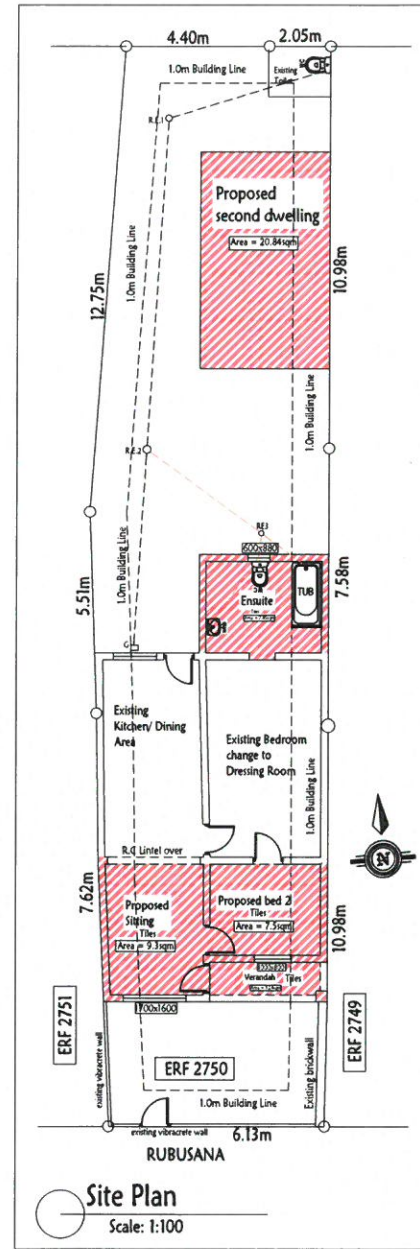 4.40m
2.05m
1.0m Building Line
Existing
R.E.1
Proposed
second dwelling
Area = 20.84sqm
1.0m Building Line
12.75m
10.98m
1.0m Building Line
R.E.2
RE3
600x880
5.51m
1.0m Building Line
7.58m
Ensuite
TUB
G
Existing
Kitchen/ Dining
Area
Existing Bedroom
change to
Dressing Room
1.0m Building Line
R.C Lintel over
N
7.62m
Proposed
Sitting
Tiles
Area = 9.3sqm
Proposed bed 2
Tiles
Area = 7.5sqm
10.98m
Verandah
Tiles
1700x1600
ERF 2751
ERF 2750
ERF 2749
existing vibracrete wall
Existing brickwall
1.0m Building Line
existing vibracrete wall
6.13m
RUBUSANA
Site Plan
Scale: 1:100